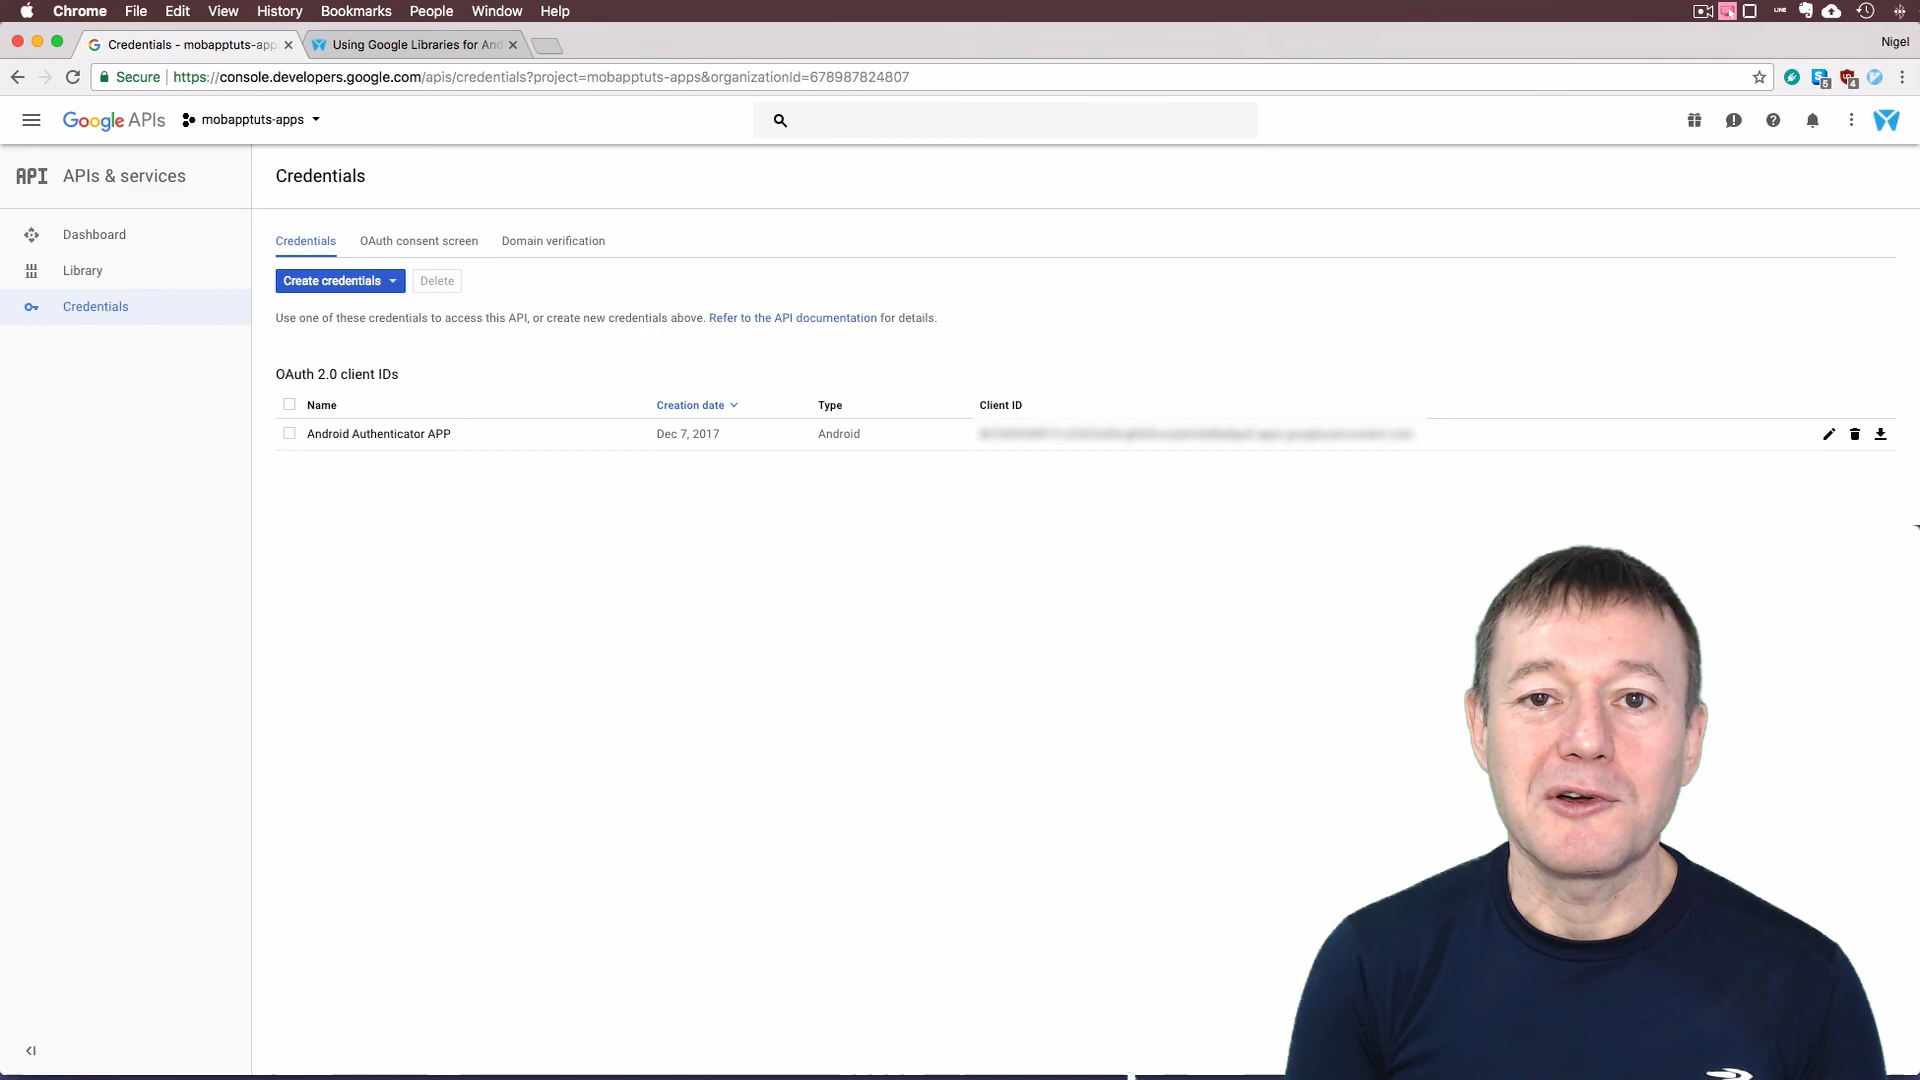 Chrome File Edit View History Bookmarks People Window Help
LINE
Credentials - mobapptuts-app
Using Google Libraries for And
Nigel
Secure https://console.developers.google.com/apis/credentials?project=mobapptuts-apps&organizationId=678987824807
5
4
Google APIs mobapptuts-apps
API APIs & services
Credentials
Dashboard
Library
Credentials
Credentials OAuth consent screen Domain verification
Create credentials Delete
Use one of these credentials to access this API, or create new credentials above. Refer to the API documentation for details.
OAuth 2.0 client IDs
Name Creation date Type Client ID
Android Authenticator APP Dec 7, 2017 Android